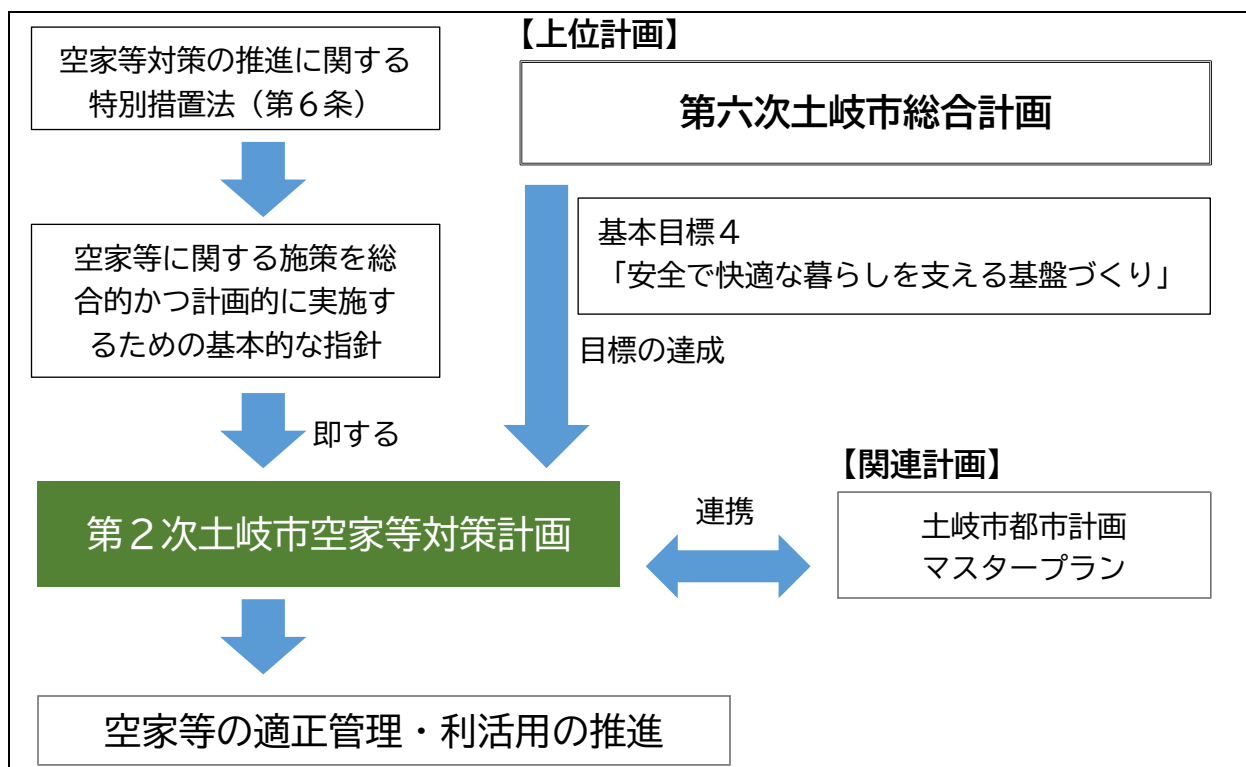 空家等対策の推進に関する
特別措置法（第６条）
【上位計画】
第六次土岐市総合計画
空家等に関する施策を総
合的かつ計画的に実施す
るための基本的な指針
基本目標４
「安全で快適な暮らしを支える基盤づくり」
目標の達成
即する
【関連計画】
第２次土岐市空家等対策計画
連携
土岐市都市計画
マスタープラン
空家等の適正管理・利活用の推進